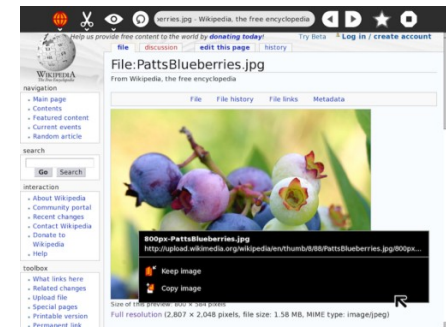 erries.jpg - Wikipedia, the free encyclopedia
Help us provide free content to the world by donating today!
Try Beta
Log in / create account
file
discussion
edit this page
history
WIKIPEDIA
The Free Encyclopedia
navigation
Main page
Contents
Featured content
Current events
Random article
search
Go
Search
interaction
About Wikipedia
Community portal
Recent changes
Contact Wikipedia
Donate to
Wikipedia
Help
toolbox
What links here
Related changes
Upload file
Special pages
Printable version
Permanent link
File:PattsBlueberries.jpg
From Wikipedia, the free encyclopedia
File
File history
File links
Metadata
800px-PattsBlueberries.jpg
http://upload.wikimedia.org/wikipedia/en/thumb/8/88/PattsBlueberries.jpg/800px...
Keep image
Copy image
Size of this preview: 800 × 584 pixels
Full resolution (2,807 × 2,048 pixels, file size: 1.58 MB, MIME type: image/jpeg)